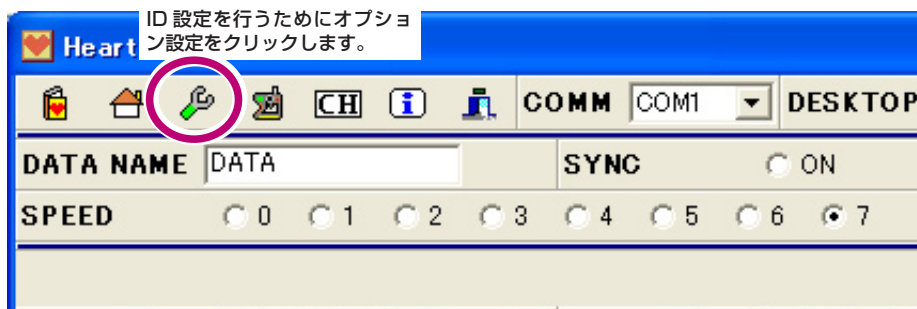 ID 設定を行うためにオプショ
ン設定をクリックします。
Heart
CH i COMM COM1 DESKTOP
DATA NAME DATA SYNC ON
SPEED 0 1 2 3 4 5 6 7